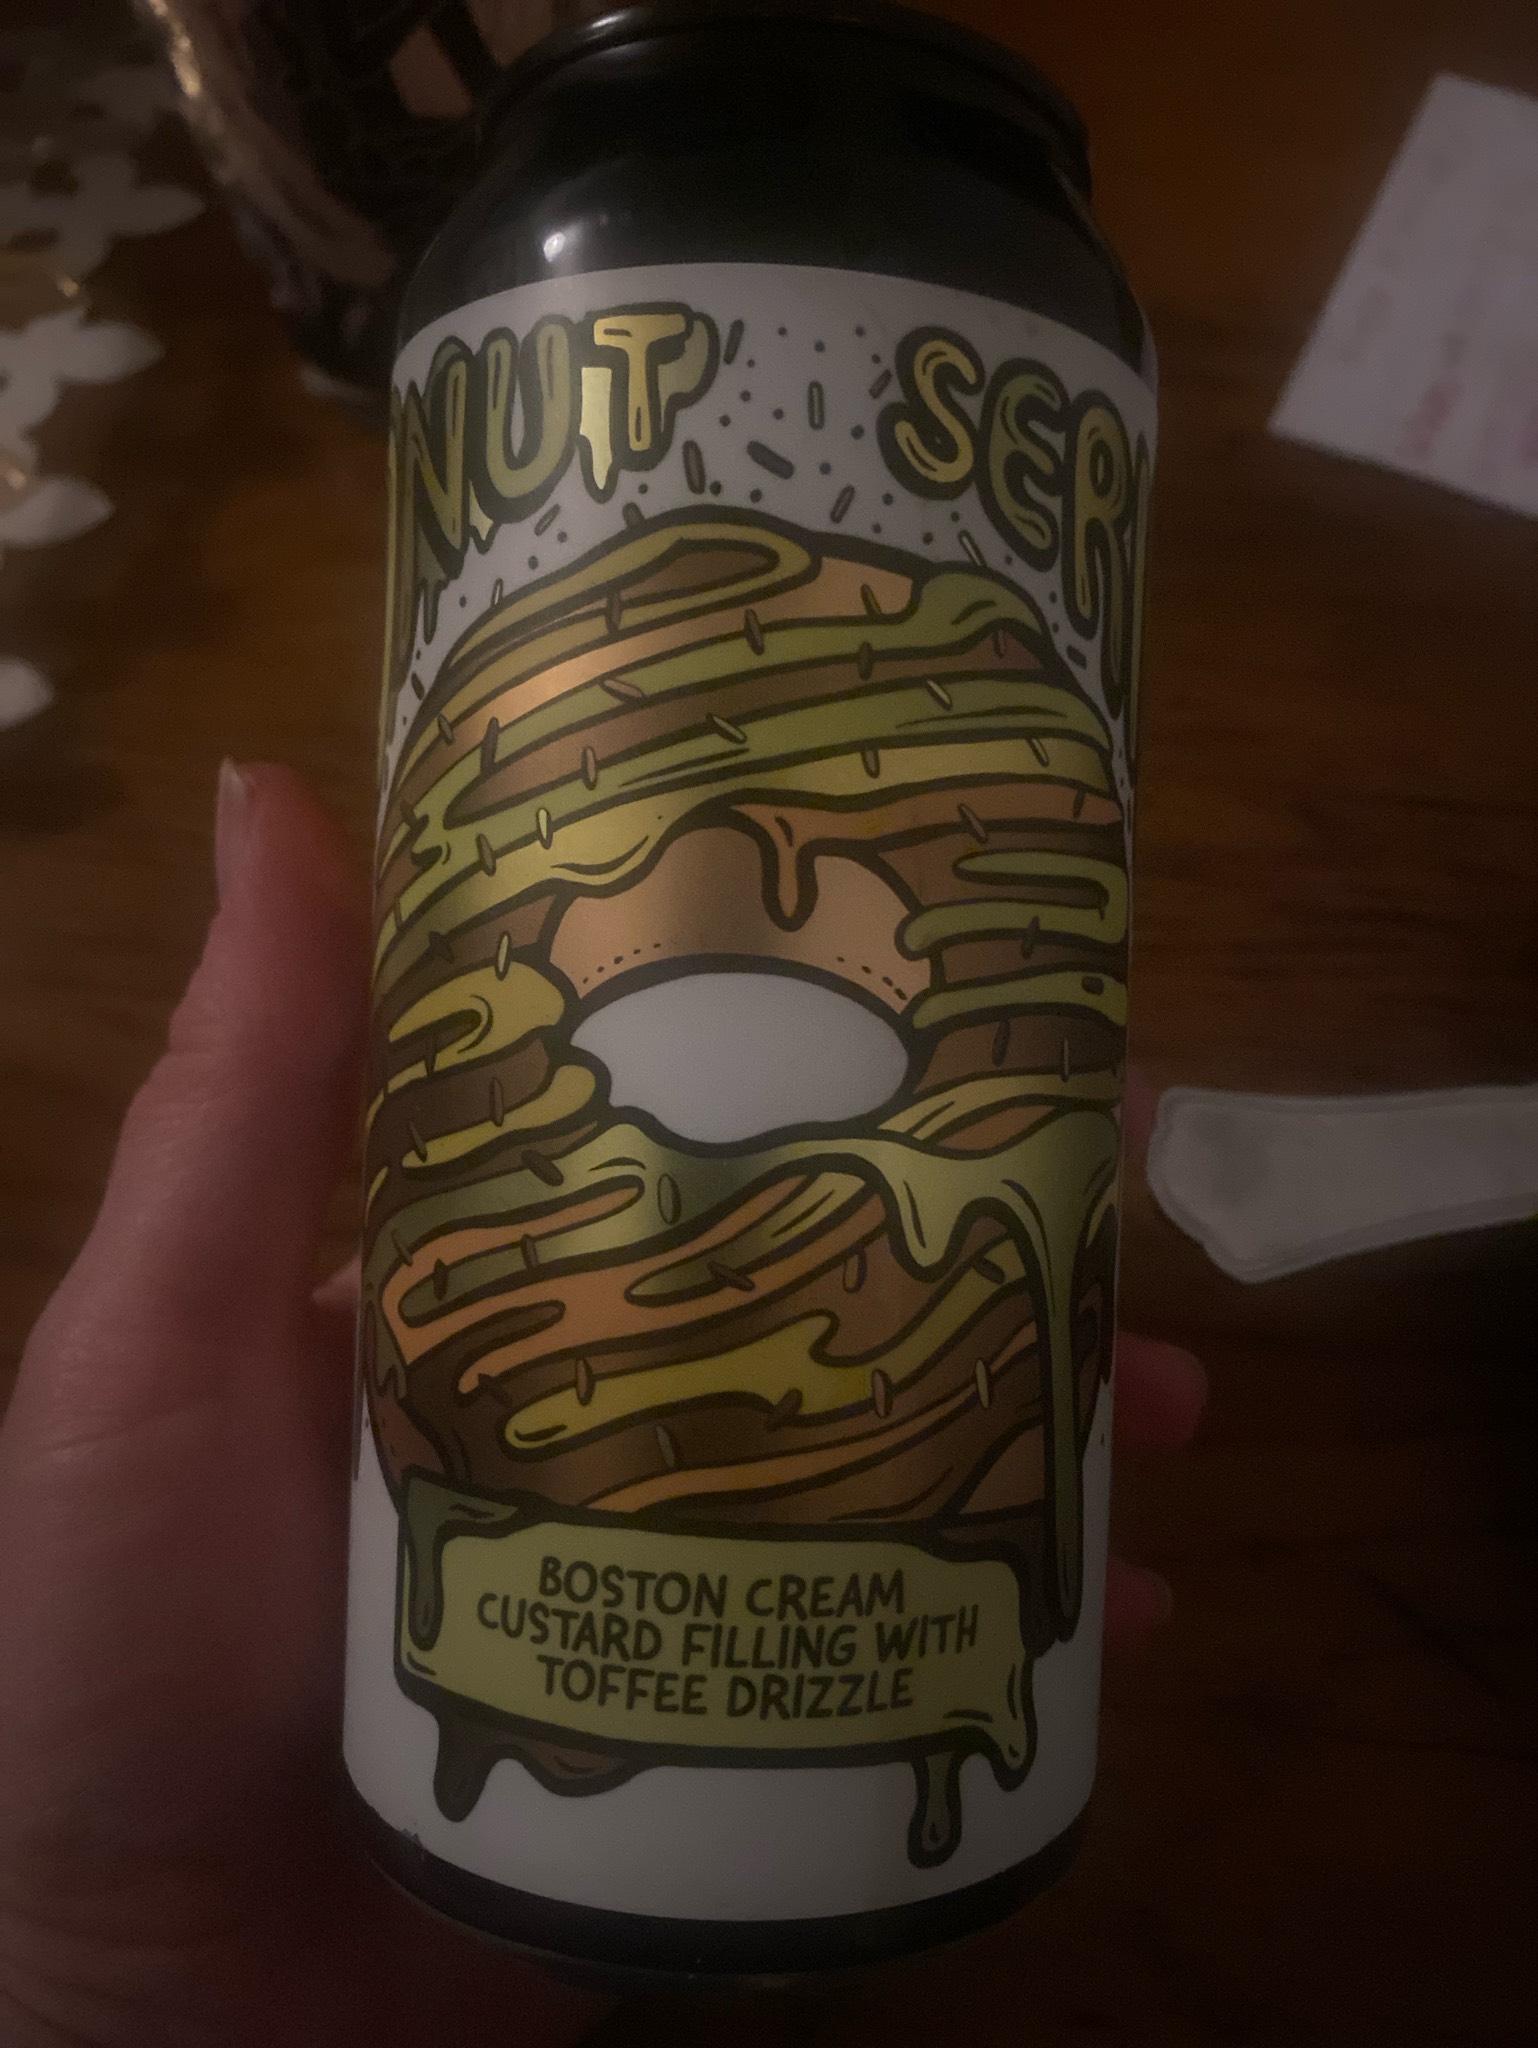 NUT SER
BOSTON CREAM
CUSTARD FILLING WITH
TOFFEE DRIZZLE